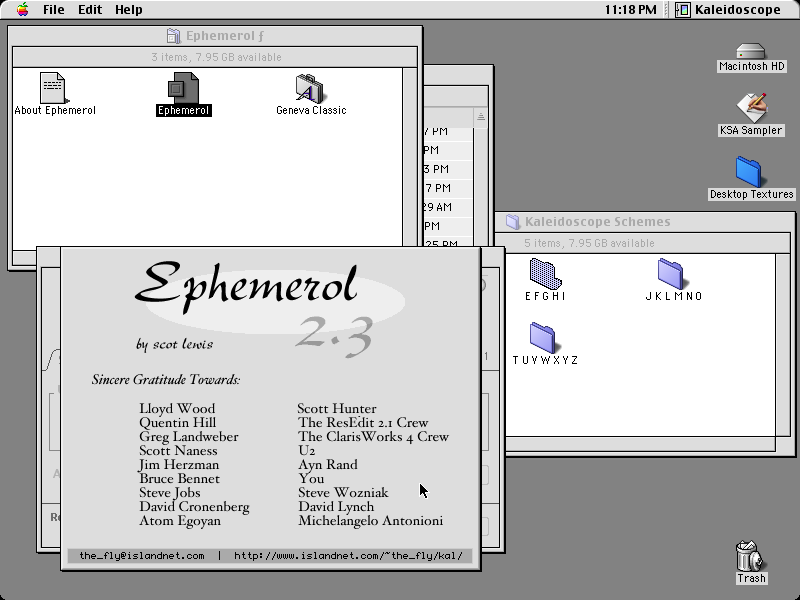 File Edit Help 11:18 PM Kaleidoscope
Ephemerol ƒ
3 items, 7.95 GB available
About Ephemerol
Ephemerol
Geneva Classic
7 PM
PM
3 PM
7 PM
29 AM
PM
25 PM
Macintosh HD
KSA Sampler
Desktop Textures
Kaleidoscope Schemes
5 items, 7.95 GB available
E F G H I
J K L M N O
T U V W X Y Z
Ephemerol
2.3
by scot lewis
Sincere Gratitude Towards:
Lloyd Wood
Quentin Hill
Greg Landweber
Scott Naness
Jim Herzman
Bruce Bennet
Steve Jobs
David Cronenberg
Atom Egoyan
Scott Hunter
The ResEdit 2.1 Crew
The ClarisWorks 4 Crew
U2
Ayn Rand
You
Steve Wozniak
David Lynch
Michelangelo Antonioni
the_fly@islandnet.com | http://www.islandnet.com/~the_fly/kal/
Trash